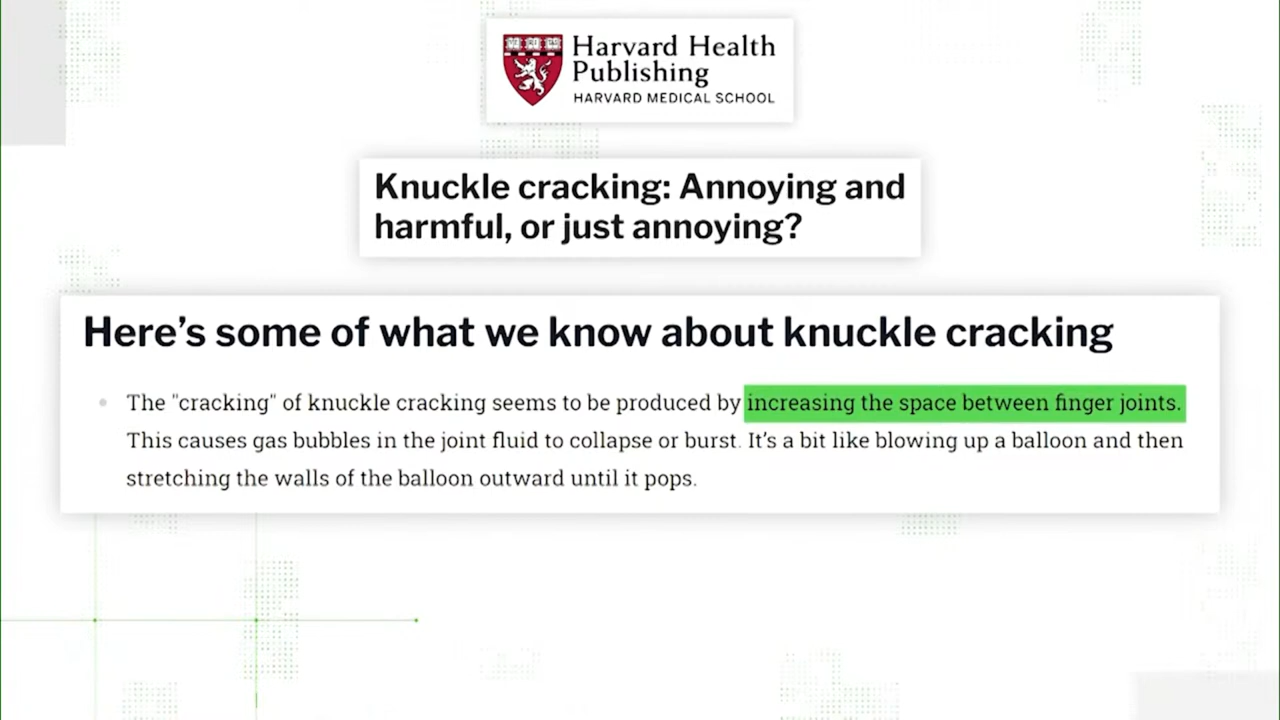 Harvard Health
Publishing
HARVARD MEDICAL SCHOOL
Knuckle cracking: Annoying and
harmful, or just annoying?
Here’s some of what we know about knuckle cracking
• The "cracking" of knuckle cracking seems to be produced by increasing the space between finger joints.
This causes gas bubbles in the joint fluid to collapse or burst. It’s a bit like blowing up a balloon and then
stretching the walls of the balloon outward until it pops.